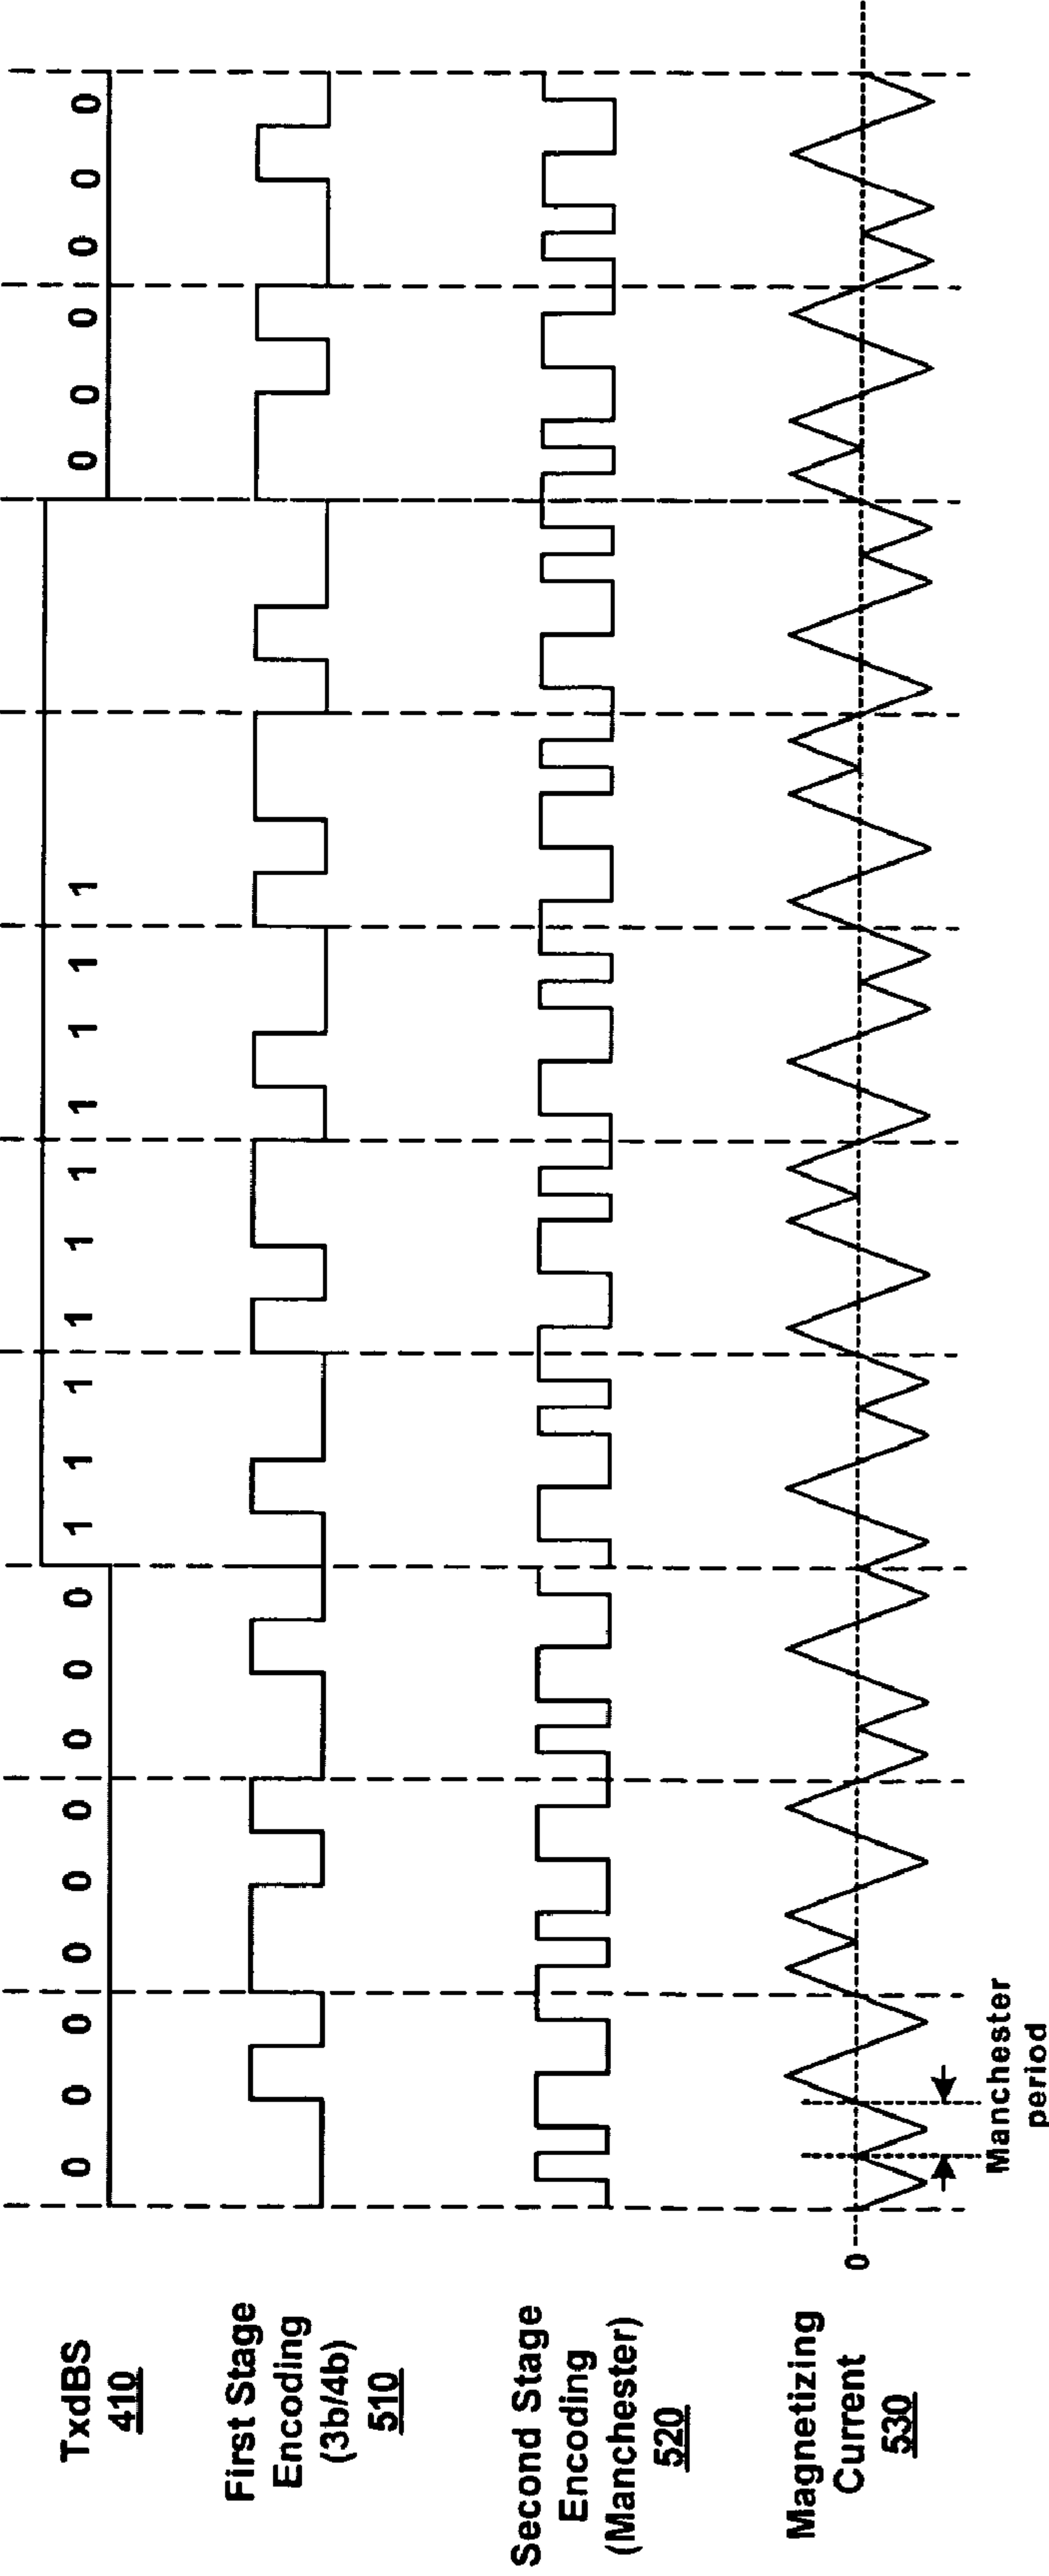 TxdBS
410
0 0 0 0 0 0 0 0 0 1 1 1 1 1 1 1 1 1 1 0 0 0 0 0 0
First Stage
Encoding
(3b/4b)
510
Second Stage
Encoding
(Manchester)
520
Magnetizing
Current
530
0
Manchester
period